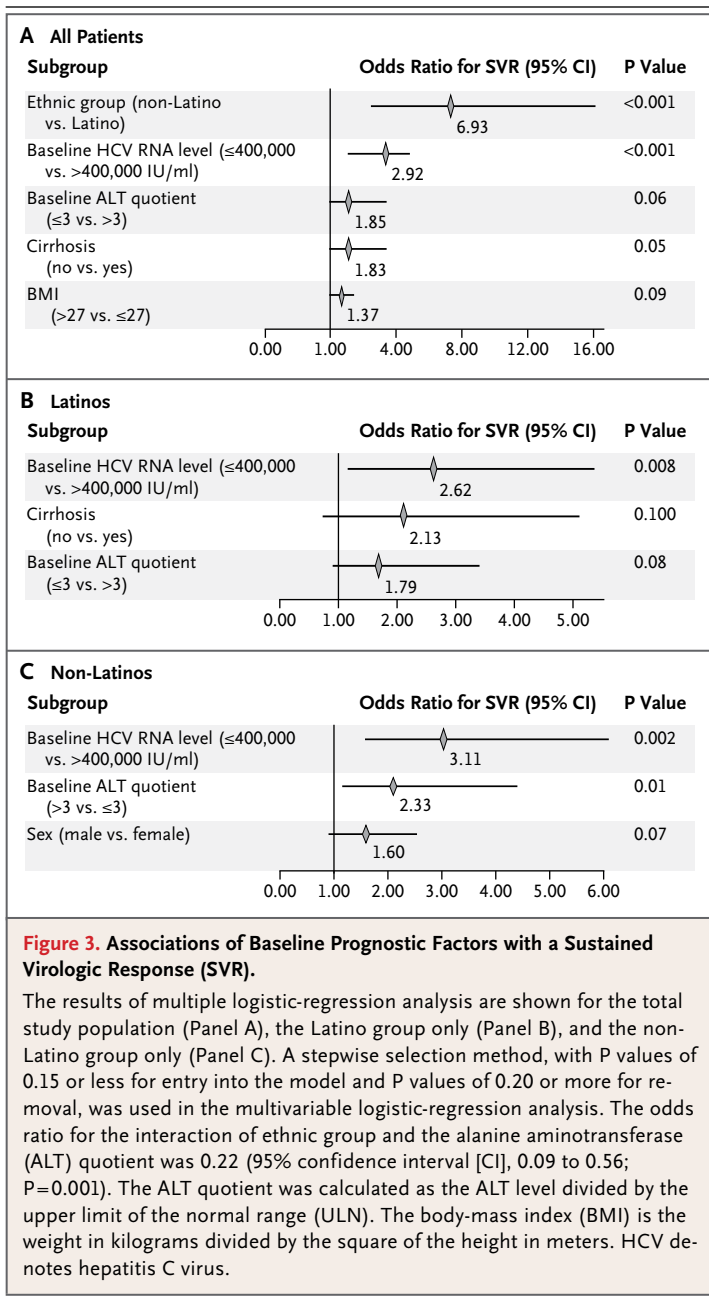 A All Patients
Subgroup Odds Ratio for SVR (95% CI) P Value
Ethnic group (non-Latino
vs. Latino)
6.93
<0.001
Baseline HCV RNA level (≤400,000
vs. >400,000 IU/ml)
2.92
<0.001
Baseline ALT quotient
(≤3 vs. >3)
1.85
0.06
Cirrhosis
(no vs. yes)
1.83
0.05
BMI
(>27 vs. ≤27)
1.37
0.09
0.00 1.00 4.00 8.00 12.00 16.00
B Latinos
Subgroup Odds Ratio for SVR (95% CI) P Value
Baseline HCV RNA level (≤400,000
vs. >400,000 IU/ml)
2.62
0.008
Cirrhosis
(no vs. yes)
2.13
0.100
Baseline ALT quotient
(≤3 vs. >3)
1.79
0.08
0.00 1.00 2.00 3.00 4.00 5.00
C Non-Latinos
Subgroup Odds Ratio for SVR (95% CI) P Value
Baseline HCV RNA level (≤400,000
vs. >400,000 IU/ml)
3.11
0.002
Baseline ALT quotient
(>3 vs. ≤3)
2.33
0.01
Sex (male vs. female)
1.60
0.07
0.00 1.00 2.00 3.00 4.00 5.00 6.00
Figure 3. Associations of Baseline Prognostic Factors with a Sustained
Virologic Response (SVR).
The results of multiple logistic-regression analysis are shown for the total
study population (Panel A), the Latino group only (Panel B), and the non-
Latino group only (Panel C). A stepwise selection method, with P values of
0.15 or less for entry into the model and P values of 0.20 or more for re-
moval, was used in the multivariable logistic-regression analysis. The odds
ratio for the interaction of ethnic group and the alanine aminotransferase
(ALT) quotient was 0.22 (95% confidence interval [CI], 0.09 to 0.56;
P=0.001). The ALT quotient was calculated as the ALT level divided by the
upper limit of the normal range (ULN). The body-mass index (BMI) is the
weight in kilograms divided by the square of the height in meters. HCV de-
notes hepatitis C virus.